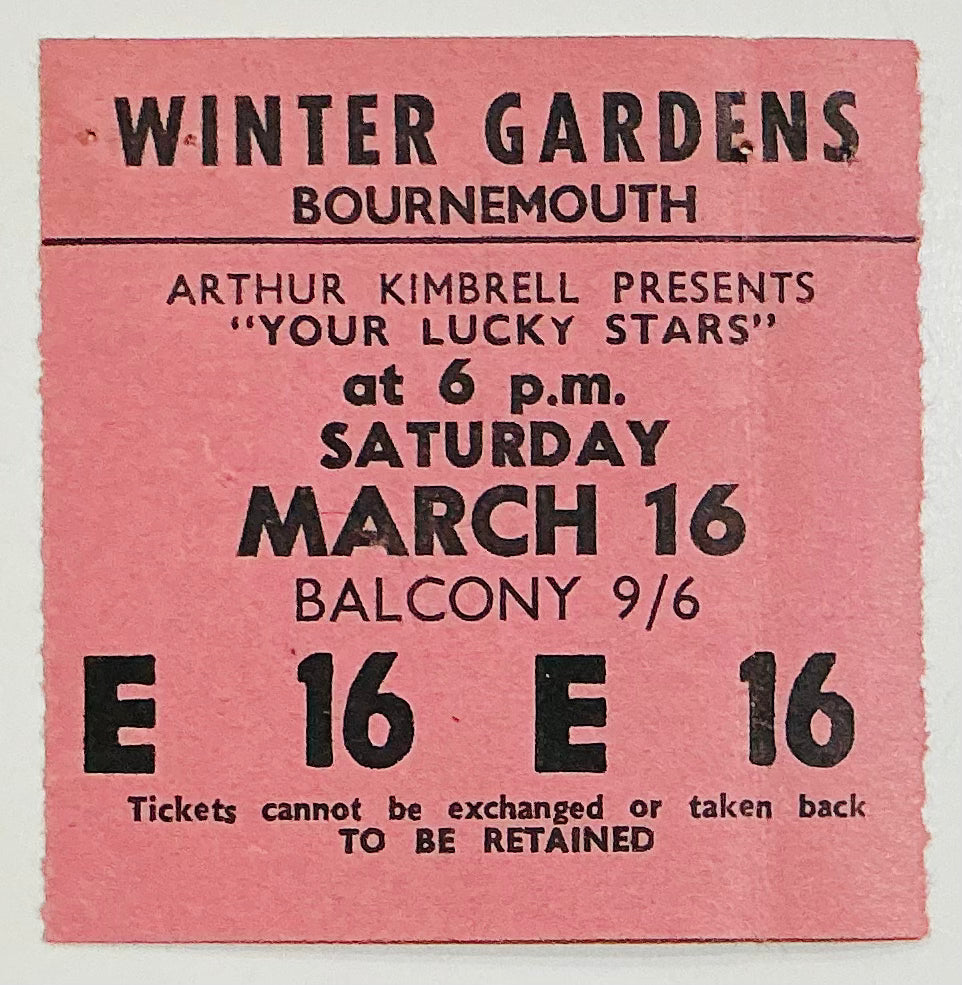 WINTER GARDENS
BOURNEMOUTH
ARTHUR KIMBRELL PRESENTS
"YOUR LUCKY STARS"
at 6 p.m.
SATURDAY
MARCH 16
BALCONY 9/6
E 16 E 16
Tickets cannot be exchanged or taken back
TO BE RETAINED